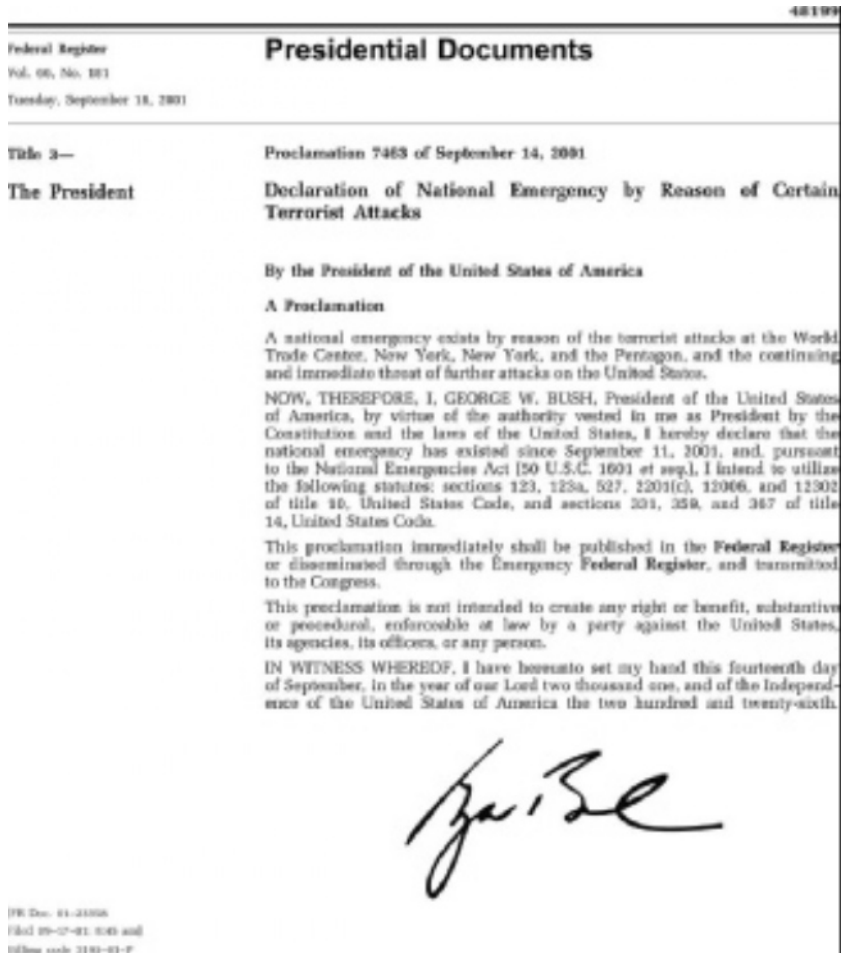 48199
Federal Register
Vol. 66, No. 181
Tuesday, September 18, 2001
Presidential Documents
Title 3—
The President
Proclamation 7463 of September 14, 2001
Declaration of National Emergency by Reason of Certain
Terrorist Attacks
By the President of the United States of America
A Proclamation
A national emergency exists by reason of the terrorist attacks at the World
Trade Center, New York, New York, and the Pentagon, and the continuing
and immediate threat of further attacks on the United States.
NOW, THEREFORE, I, GEORGE W. BUSH, President of the United States
of America, by virtue of the authority vested in me as President by the
Constitution and the laws of the United States, I hereby declare that the
national emergency has existed since September 11, 2001, and, pursuant
to the National Emergencies Act (50 U.S.C. 1601 et seq.), I intend to utilize
the following statutes: sections 123, 123a, 527, 2201(c), 12006, and 12302
of title 10, United States Code, and sections 331, 359, and 367 of title
14, United States Code.
This proclamation immediately shall be published in the Federal Register
or disseminated through the Emergency Federal Register, and transmitted
to the Congress.
This proclamation is not intended to create any right or benefit, substantive
or procedural, enforceable at law by a party against the United States,
its agencies, its officers, or any person.
IN WITNESS WHEREOF, I have hereunto set my hand this fourteenth day
of September, in the year of our Lord two thousand one, and of the Independ-
ence of the United States of America the two hundred and twenty-sixth.
FR Doc.
Filed 09-17-01; 8:45 am]
Billing code 3195-01-P